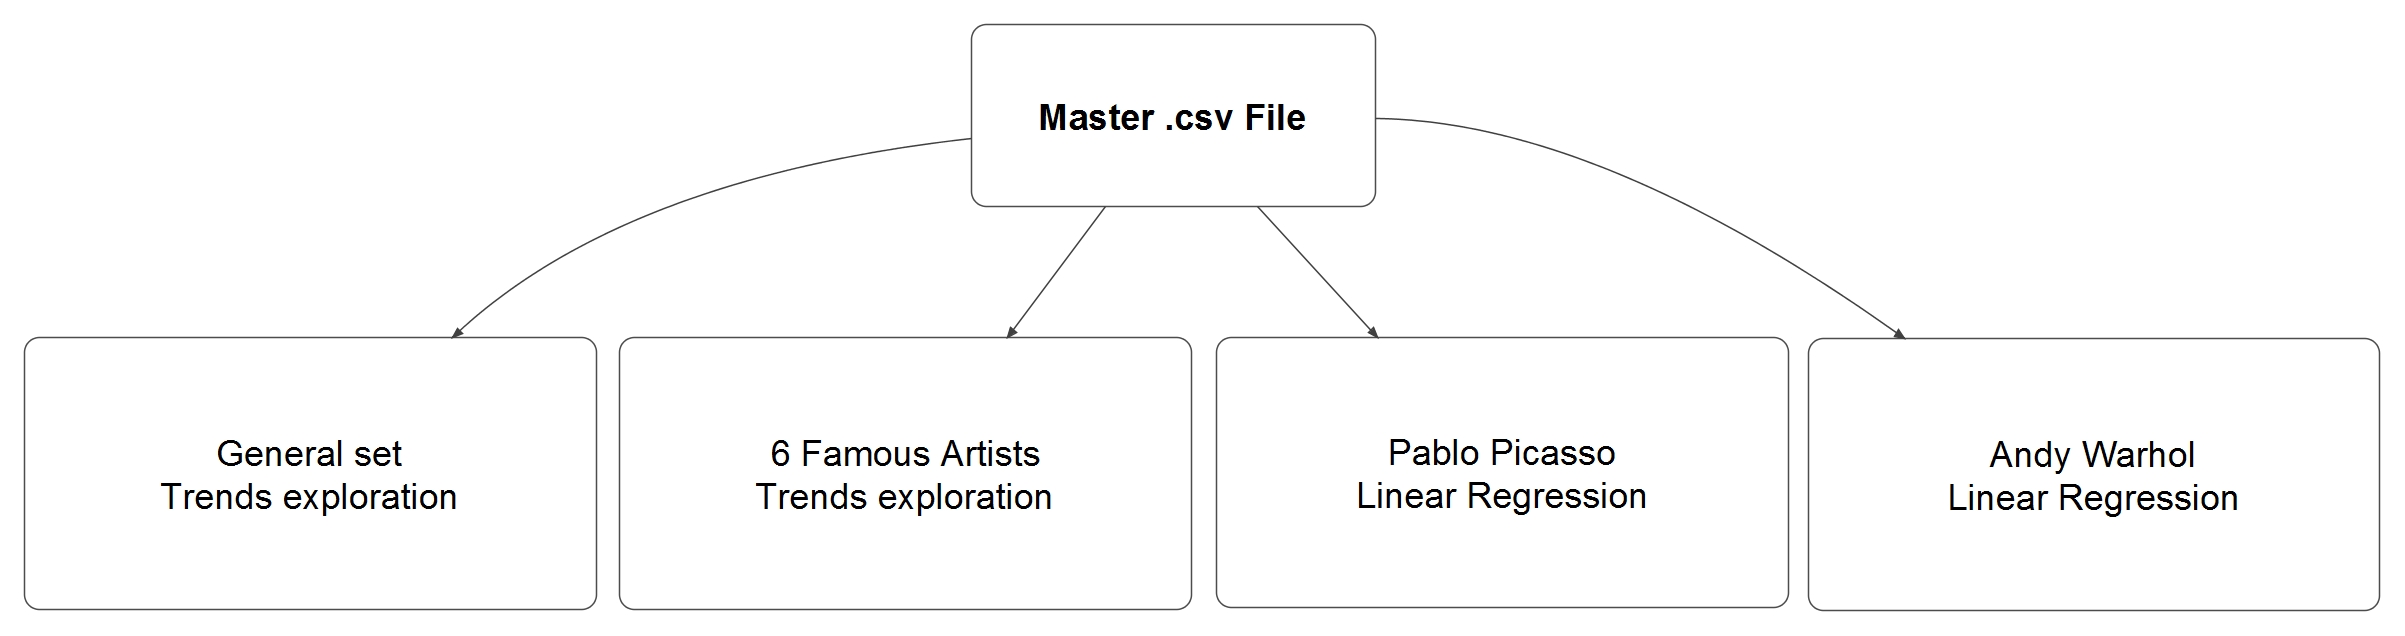 Master .csv File
General set
Trends exploration
6 Famous Artists
Trends exploration
Pablo Picasso
Linear Regression
Andy Warhol
Linear Regression